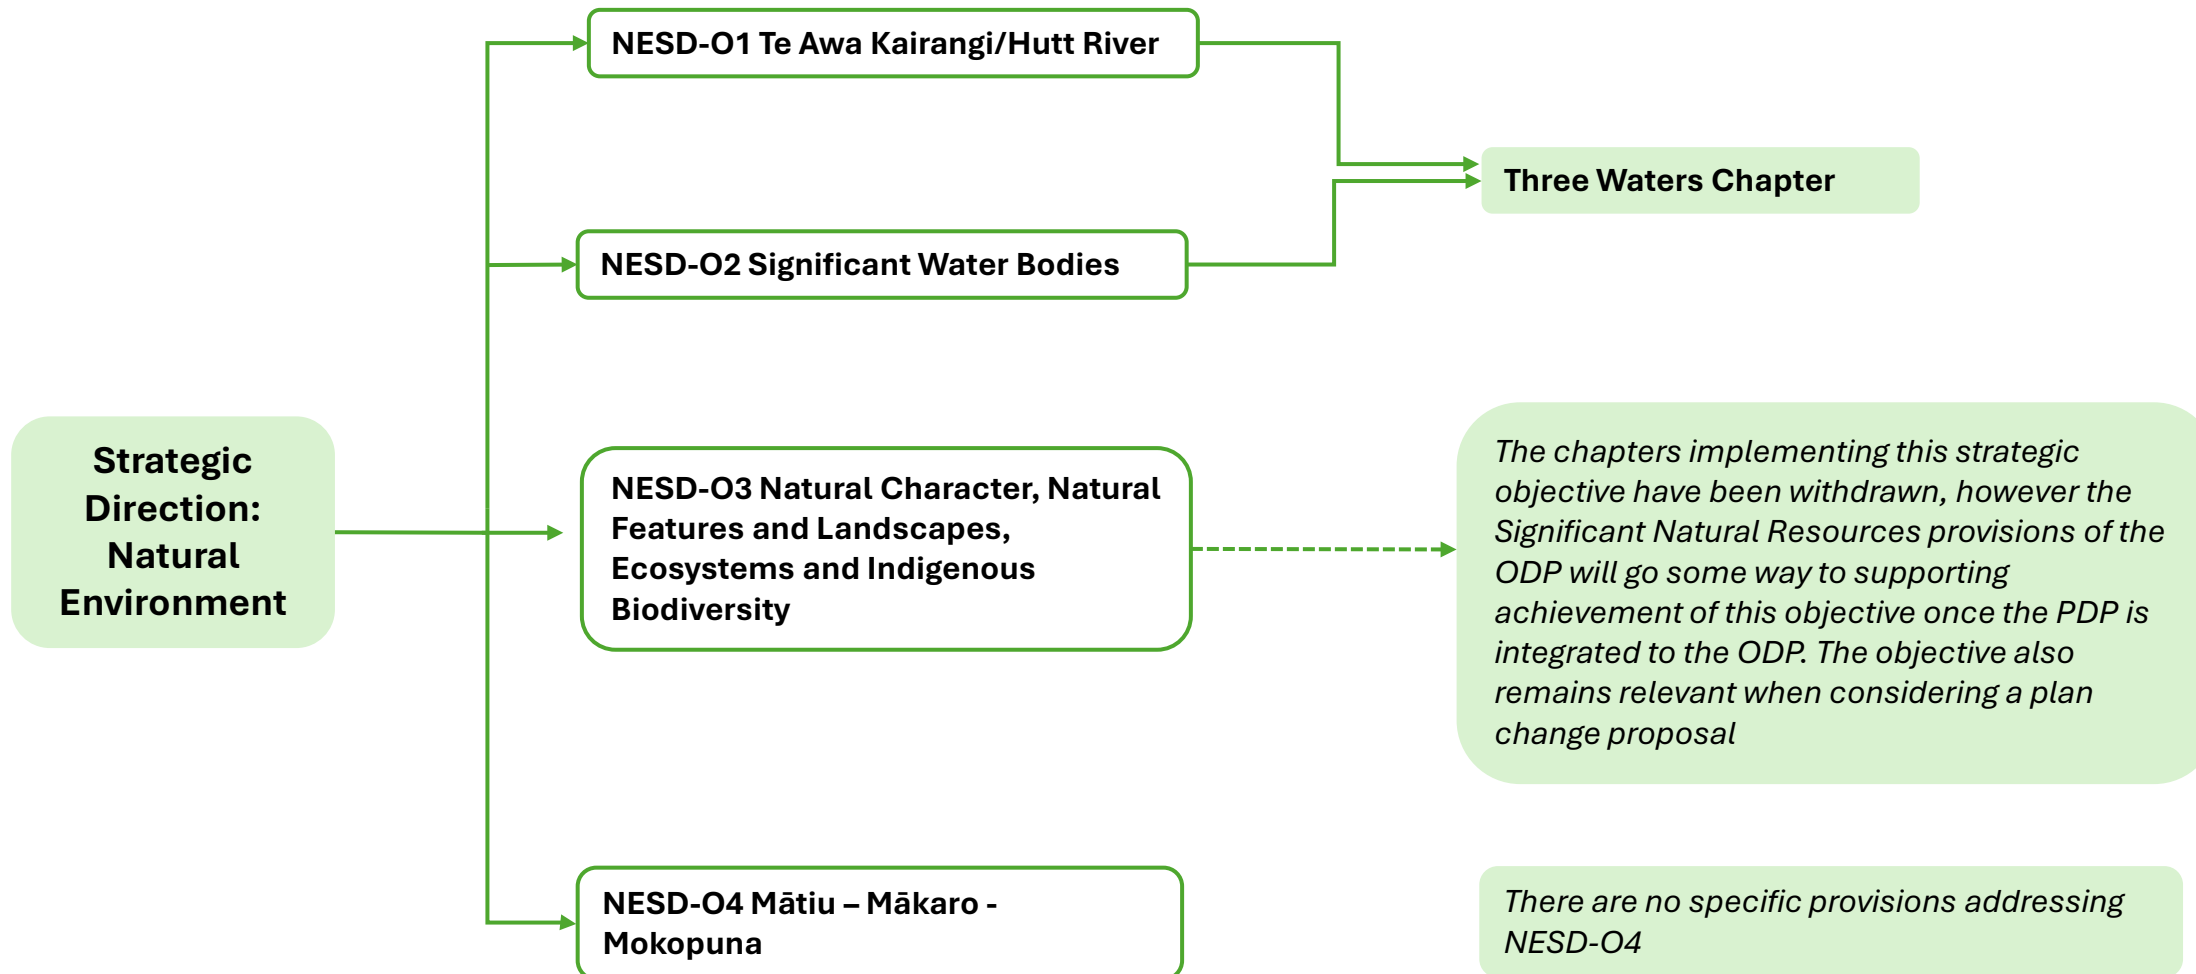 NESD-O1 Te Awa Kairangi/Hutt River
Three Waters Chapter
NESD-O2 Significant Water Bodies
Strategic
Direction:
Natural
Environment
NESD-O3 Natural Character, Natural
Features and Landscapes,
Ecosystems and Indigenous
Biodiversity
The chapters implementing this strategic
objective have been withdrawn, however the
Significant Natural Resources provisions of the
ODP will go some way to supporting
achievement of this objective once the PDP is
integrated to the ODP. The objective also
remains relevant when considering a plan
change proposal
NESD-O4 Mātiu – Mākaro -
Mokopuna
There are no specific provisions addressing
NESD-O4